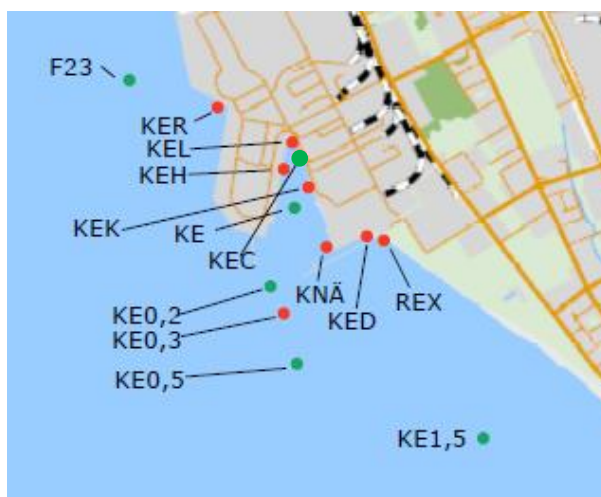 F23
KER
KEL
KEH
KEK
KE
KEC
KNÄ
KED
REX
KE0,2
KE0,3
KE0,5
KE1,5